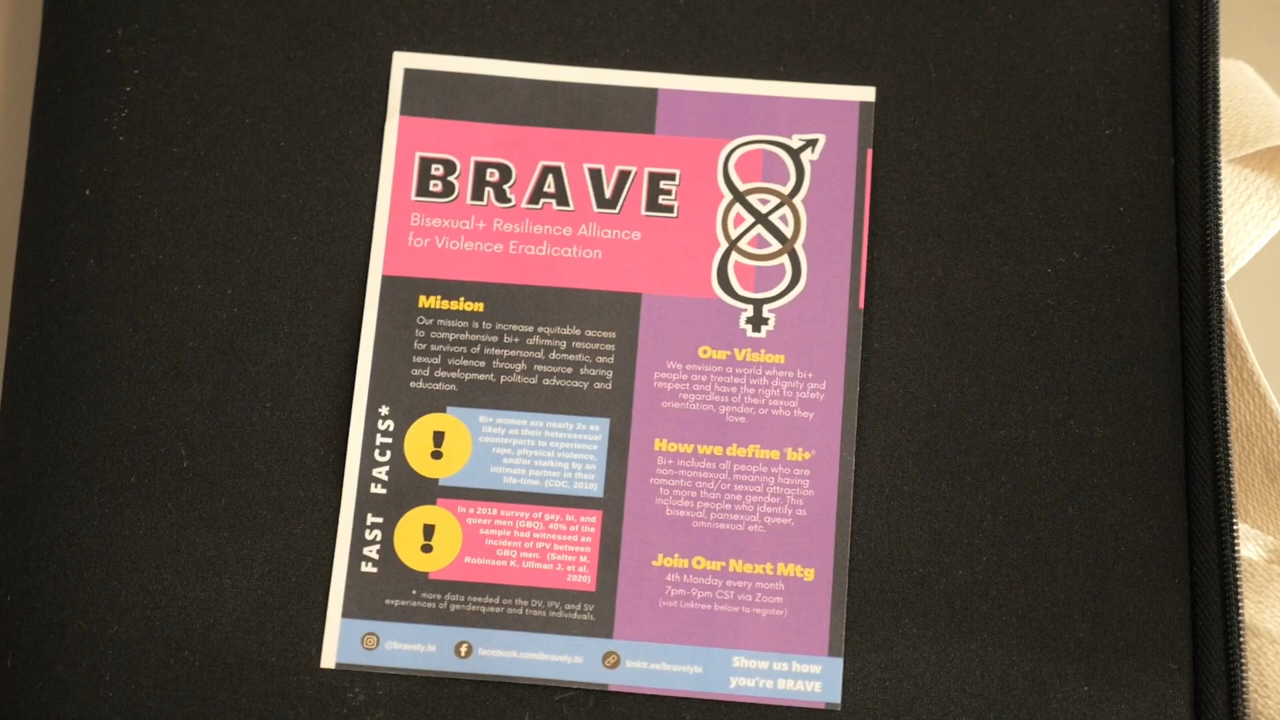 BRAVE
Bisexual+ Resilience Alliance
for Violence Eradication
Mission
Our mission is to increase equitable access
to comprehensive bi+ affirming resources
for survivors of interpersonal, domestic, and
sexual violence through resource sharing
and development, political advocacy and
education.
FAST FACTS*
Bi+ women are nearly 2x as
likely as their heterosexual
counterparts to experience
rape, physical violence,
and/or stalking by an
intimate partner in their
life-time. (CDC, 2010)
In a 2018 survey of gay, bi, and
queer men (GBQ), 40% of the
sample had witnessed an
incident of IPV between
GBQ men. (Salter M,
Robinson K, Ullman J, et al,
2020)
* more data needed on the DV, IPV, and SV
experiences of genderqueer and trans individuals.
Our Vision
We envision a world where bi+
people are treated with dignity and
respect and have the right to safety
regardless of their sexual
orientation, gender, or who they
love.
How we define "bi+"
Bi+ includes all people who are
non-monsexual, meaning having
romantic and/or sexual attraction
to more than one gender. This
includes people who identify as
bisexual, pansexual, queer,
omnisexual etc.
Join Our Next Mtg
4th Monday every month
7pm-9pm CST via Zoom
(visit Linktree below to register)
@bravely.bi
facebook.com/bravely.bi
linktr.ee/bravelybi
Show us how
you're BRAVE